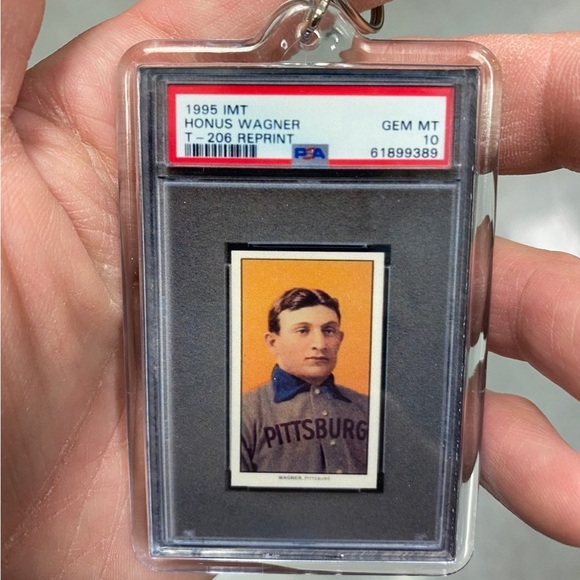 1995 IMT
HONUS WAGNER GEM MT
T-206 REPRINT 10
PSA 61899389
PITTSBURG
WAGNER, PITTSBURG